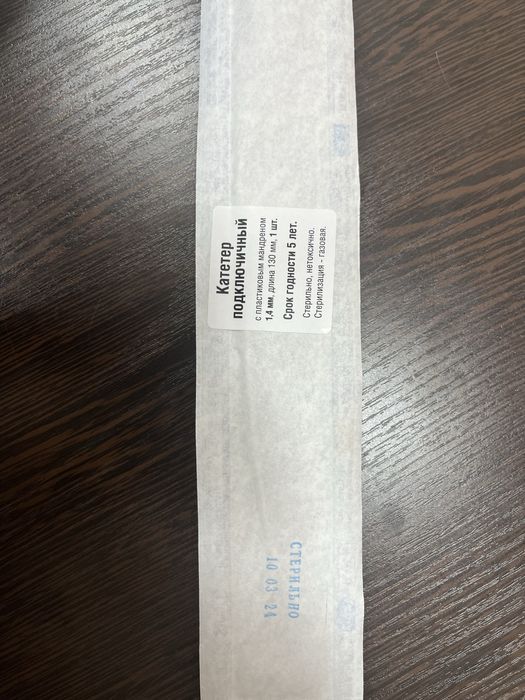 Катетер
подключичный
с пластиковым мандреном
1,4 мм, длина 130 мм, 1 шт.
Срок годности 5 лет.
Стерильно, нетоксично.
Стерилизация - газовая.
СТЕРИЛЬНО
10 03 24